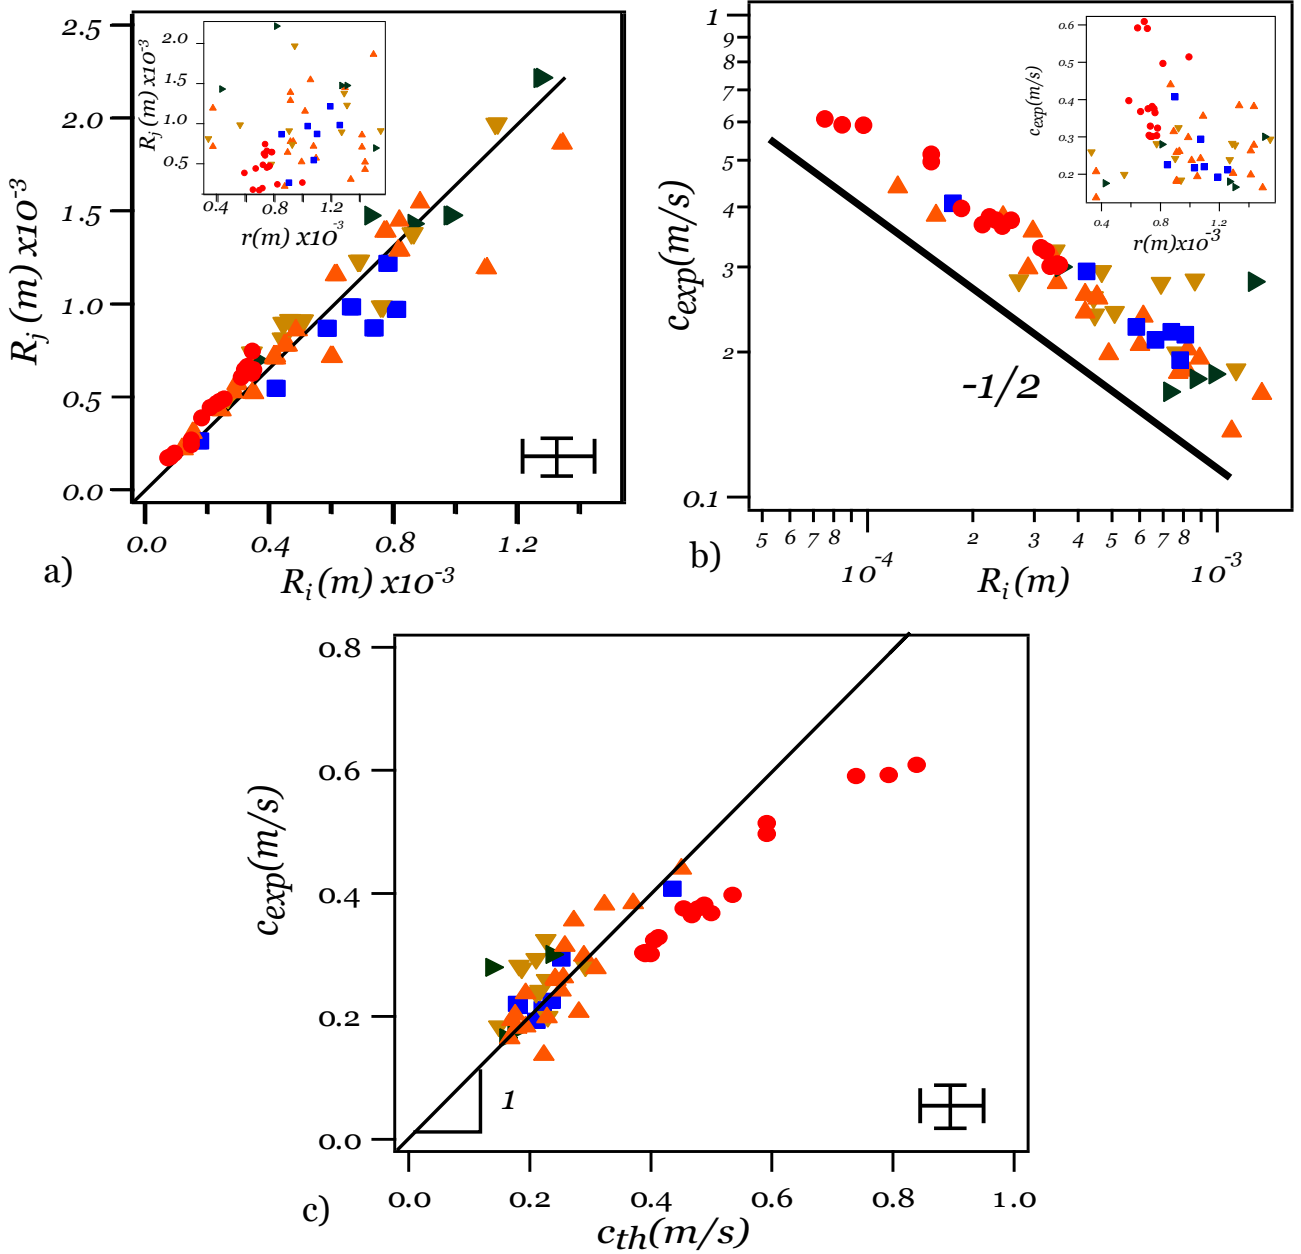 2.5
2.0
1.5
1.0
0.5
0.0
R_j (m) x10^-3
0.0 0.4 0.8 1.2
R_i (m) x10^-3
a)
2.0
1.5
1.0
0.5
R_j (m) x10^-3
0.4 0.8 1.2
r(m) x10^-3
1
9
8
7
6
5
4
3
2
0.1
c_exp(m/s)
-1/2
5 6 7 8 2 3 4 5 6 7 8
10^-4 10^-3
R_i(m)
b)
0.6
0.5
0.4
0.3
0.2
c_exp(m/s)
0.4 0.8 1.2
r(m)x10^-3
0.8
0.6
0.4
0.2
0.0
c_exp(m/s)
1
0.0 0.2 0.4 0.6 0.8 1.0
c_th(m/s)
c)